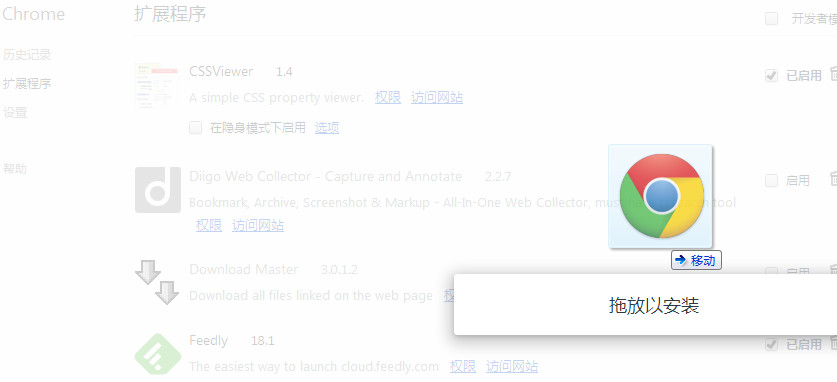 Chrome
扩展程序
开发者模
历史记录
扩展程序
设置
帮助
CSSViewer 1.4
已启用
A simple CSS property viewer. 权限 访问网站
在隐身模式下启用 选项
Diigo Web Collector - Capture and Annotate 2.2.7
启用
Bookmark, Archive, Screenshot & Markup - All-In-One Web Collector, tool
权限 访问网站
移动
Download Master 3.0.1.2
启用
Download all files linked on the web page
拖放以安装
Feedly 18.1
已启用
The easiest way to launch cloud.feedly.com 权限 访问网站